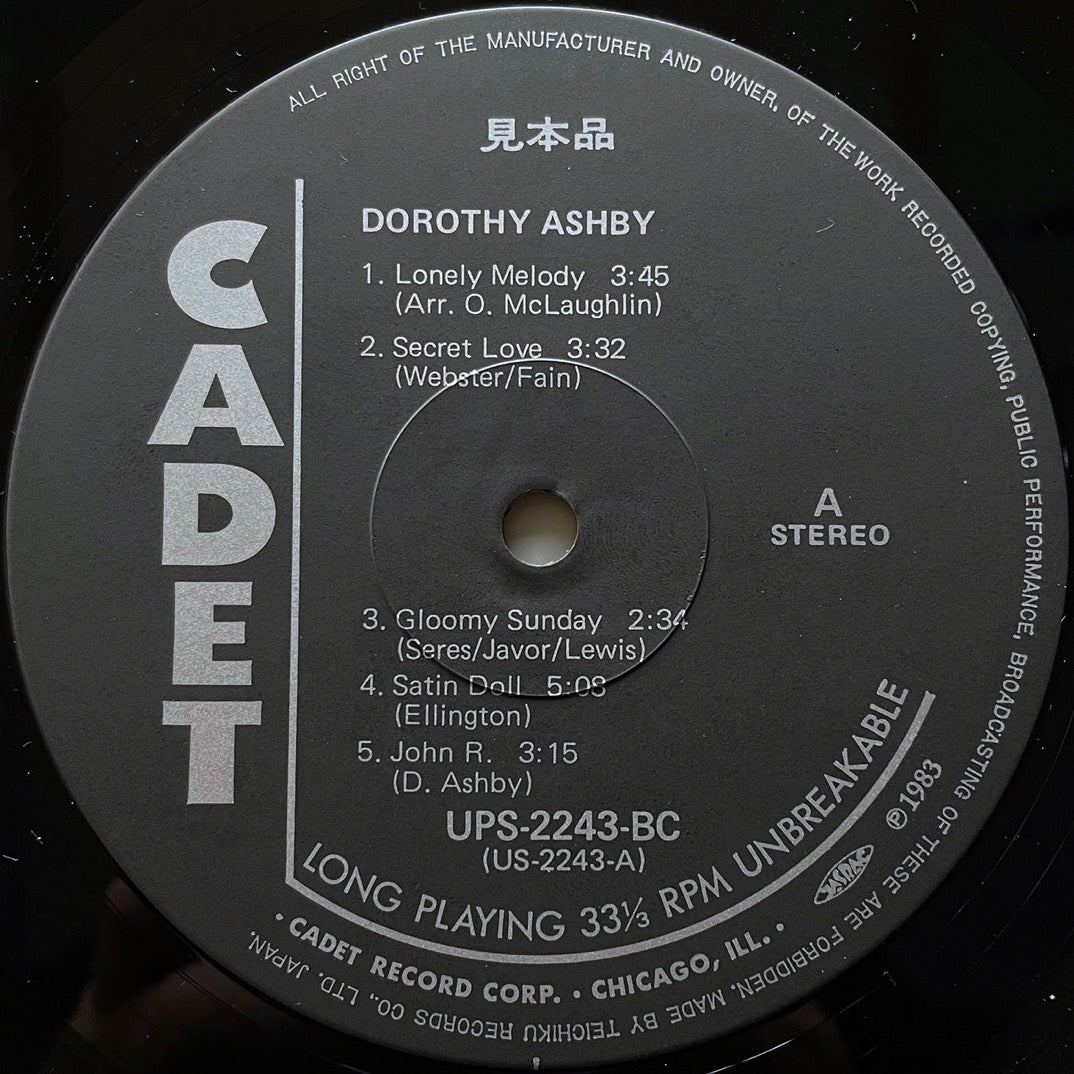 ALL RIGHT OF THE MANUFACTURER AND OWNER. OF THE WORK RECORDED COPYING, PUBLIC PERFORMANCE, BROADCASTING OF THESE ARE FORBIDDEN. MADE BY TEICHIKU RECORDS CO., LTD. JAPAN.
見本品
CADET
DOROTHY ASHBY
1. Lonely Melody 3:45
(Arr. O. McLaughlin)
2. Secret Love 3:32
(Webster/Fain)
A
STEREO
3. Gloomy Sunday 2:34
(Seres/Javor/Lewis)
4. Satin Doll 5:08
(Ellington)
5. John R. 3:15
(D. Ashby)
UPS-2243-BC
(US-2243-A)
LONG PLAYING 33⅓ RPM UNBREAKABLE
℗1983
JASRAC
• CADET RECORD CORP. • CHICAGO, ILL. •